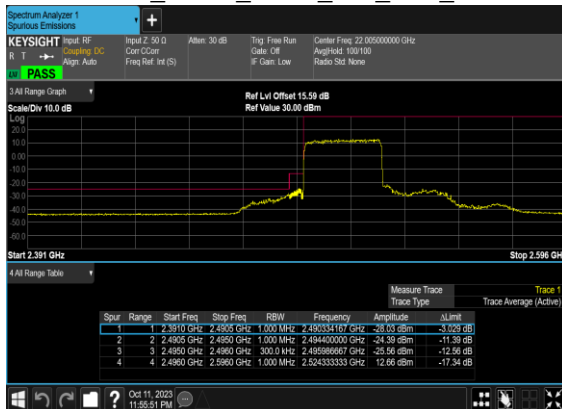 Spectrum Analyzer 1
Spurious Emissions
KEYSIGHT Input: RF Input Z: 50 Ω Atten: 30 dB Trig: Free Run Center Freq: 22.005000000 GHz
R T Coupling: DC Corr CCorr Gate: Off Avg|Hold: 100/100
Align: Auto Freq Ref: Int (S) IF Gain: Low Radio Std: None
PASS
3 All Range Graph
Ref Lvl Offset 15.59 dB
Scale/Div 10.0 dB Ref Value 30.00 dBm
Log
20.0
10.0
0.00
-10.0
-20.0
-30.0
-40.0
-50.0
-60.0
Start 2.391 GHz Stop 2.596 GHz
4 All Range Table
Measure Trace Trace 1
Trace Type Trace Average (Active)
Spur Range Start Freq Stop Freq RBW Frequency Amplitude ΔLimit
1 1 2.3910 GHz 2.4905 GHz 1.000 MHz 2.490334167 GHz -28.03 dBm -3.029 dB
2 2 2.4905 GHz 2.4950 GHz 1.000 MHz 2.494400000 GHz -24.39 dBm -11.39 dB
3 3 2.4950 GHz 2.4960 GHz 300.0 kHz 2.495986667 GHz -25.56 dBm -12.56 dB
4 4 2.4960 GHz 2.5960 GHz 1.000 MHz 2.524333333 GHz 12.66 dBm -17.34 dB
? Oct 11, 2023
11:55:51 PM